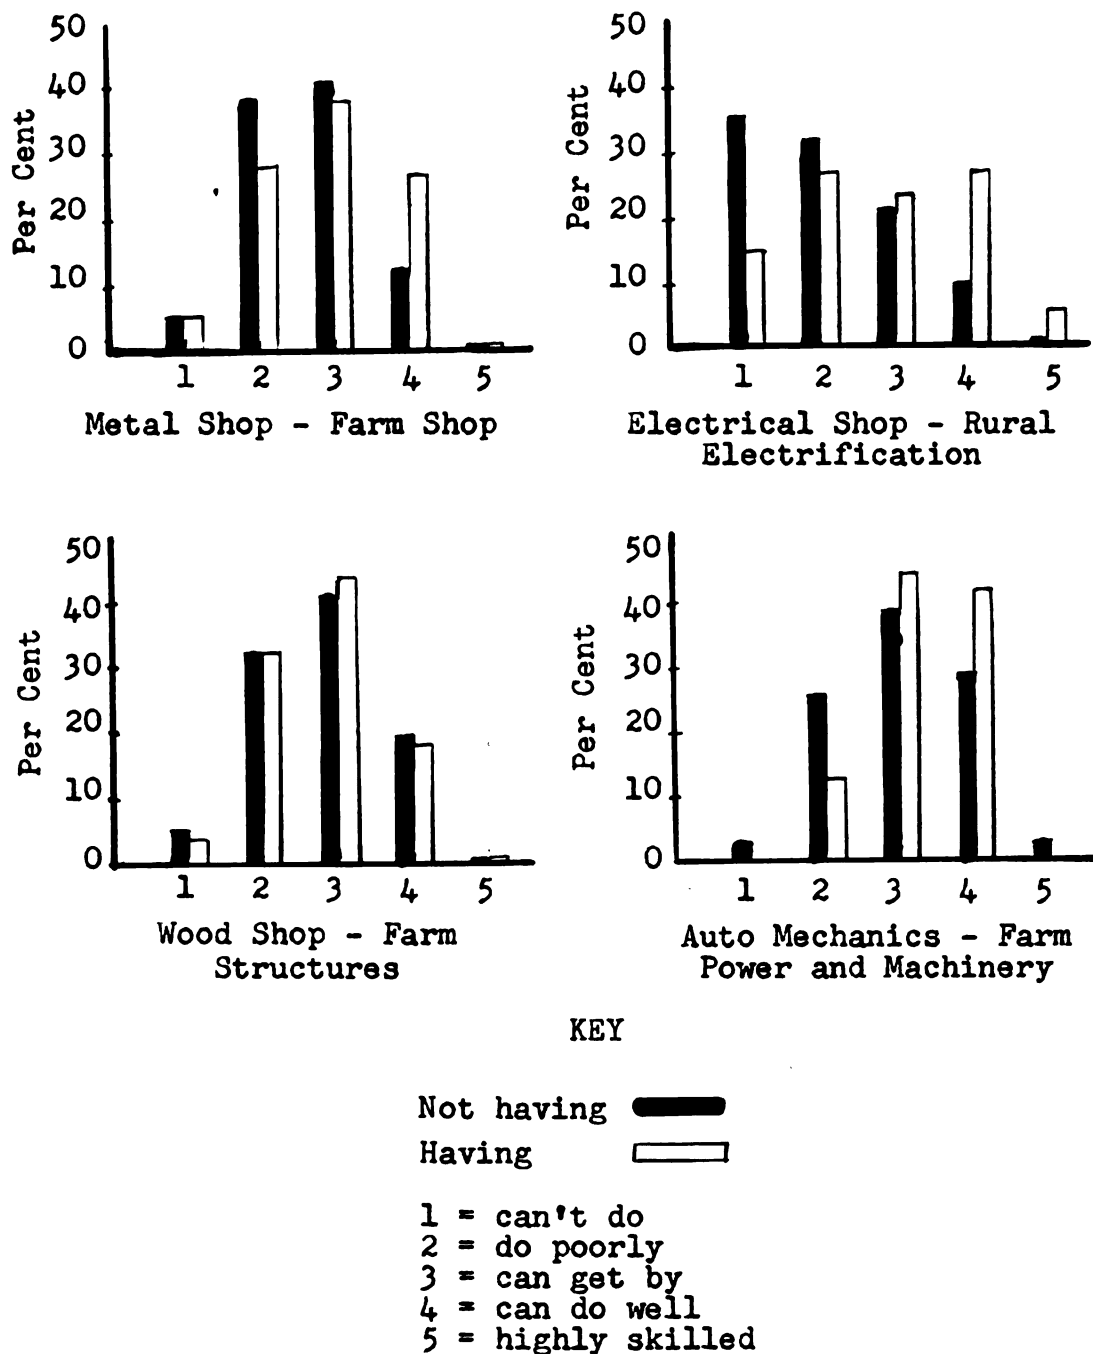 50
40
30
20
10
0
Per Cent
1 2 3 4 5
Metal Shop - Farm Shop
50
40
30
20
10
0
Per Cent
1 2 3 4 5
Electrical Shop - Rural
Electrification
50
40
30
20
10
0
Per Cent
1 2 3 4 5
Wood Shop - Farm
Structures
50
40
30
20
10
0
Per Cent
1 2 3 4 5
Auto Mechanics - Farm
Power and Machinery
KEY
Not having
Having
1 = can't do
2 = do poorly
3 = can get by
4 = can do well
5 = highly skilled